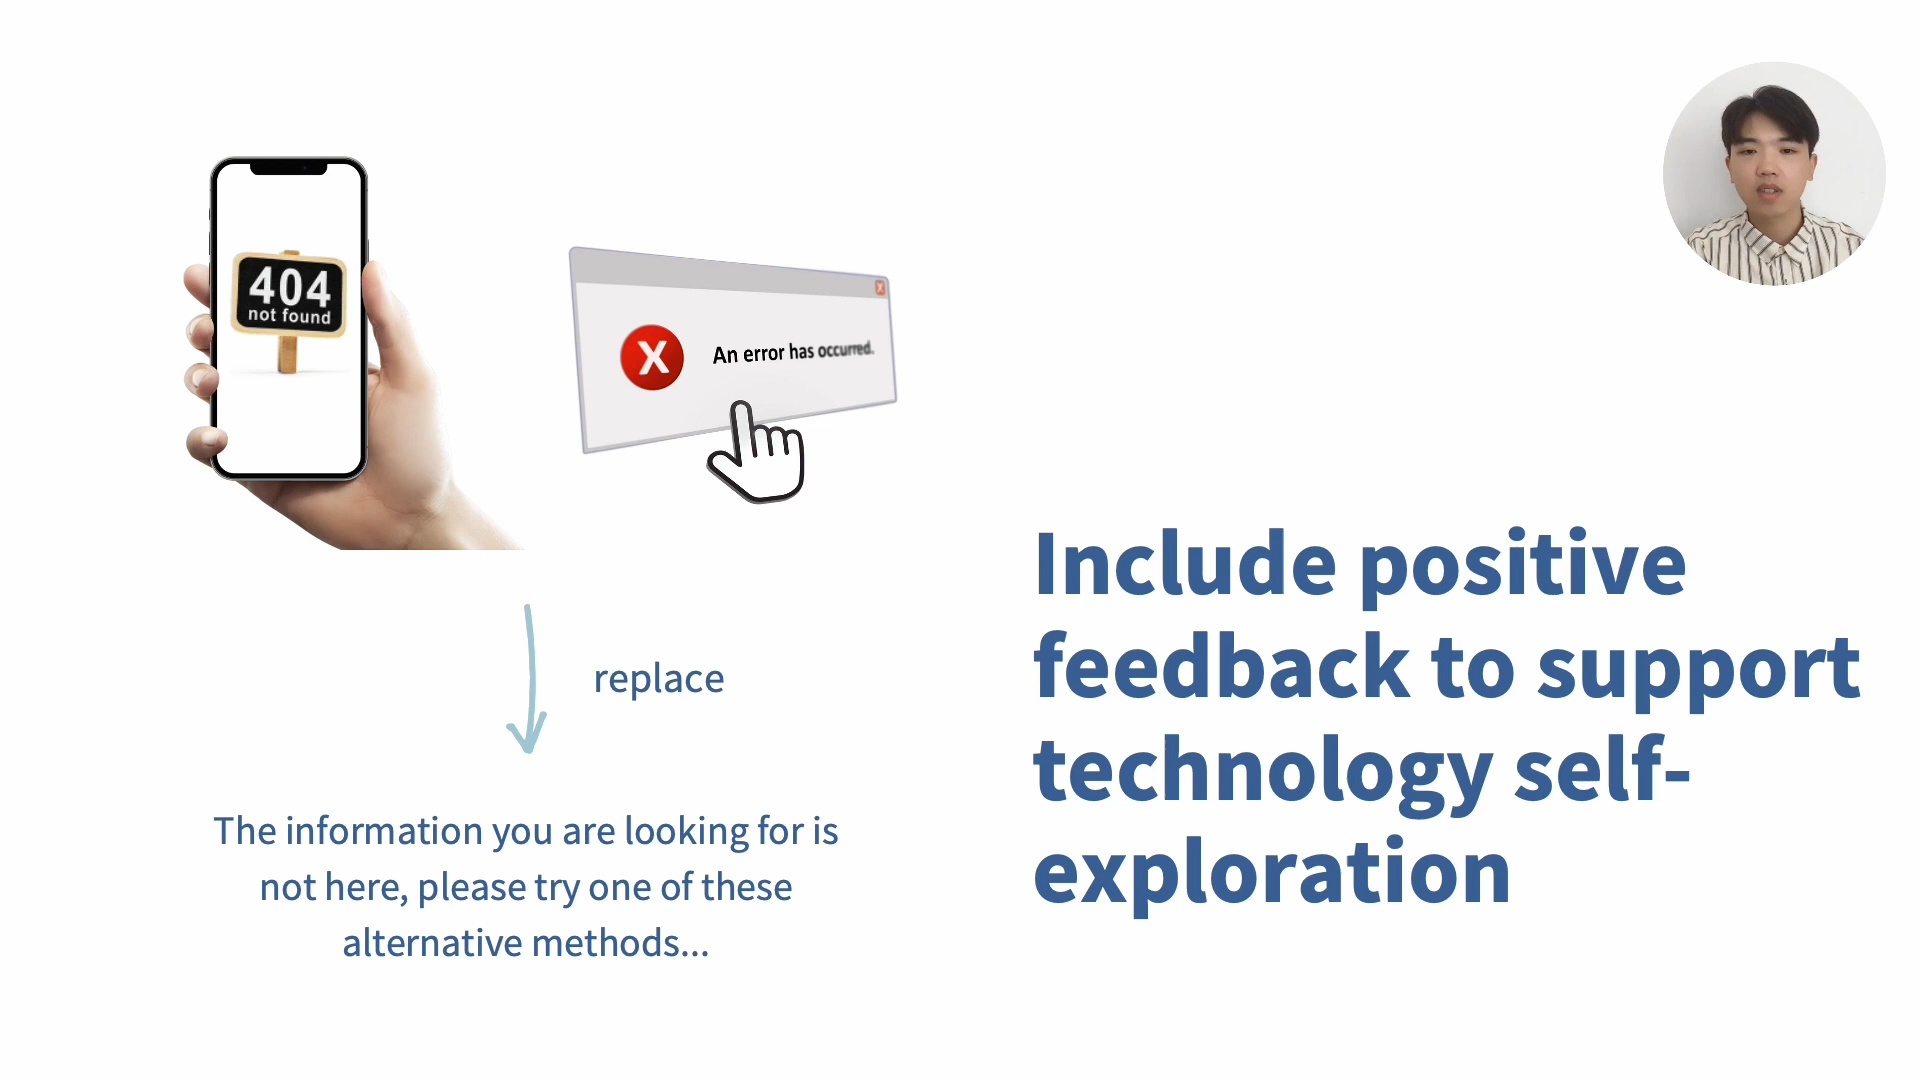 404
not found
X
An error has occurred.
X
replace
The information you are looking for is
not here, please try one of these
alternative methods...
Include positive
feedback to support
technology self-
exploration